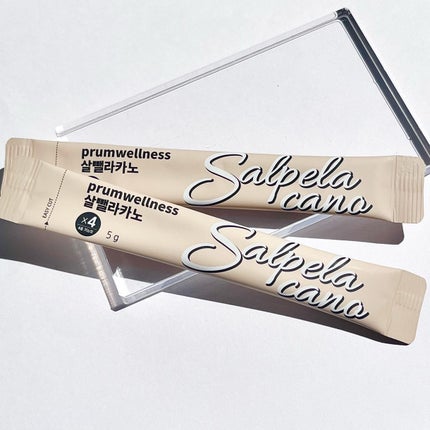 prumwellness
살뺄라카노
Salpela
cano
prumwellness
살뺄라카노
x4
5 g
EASY CUT
Salpela
cano